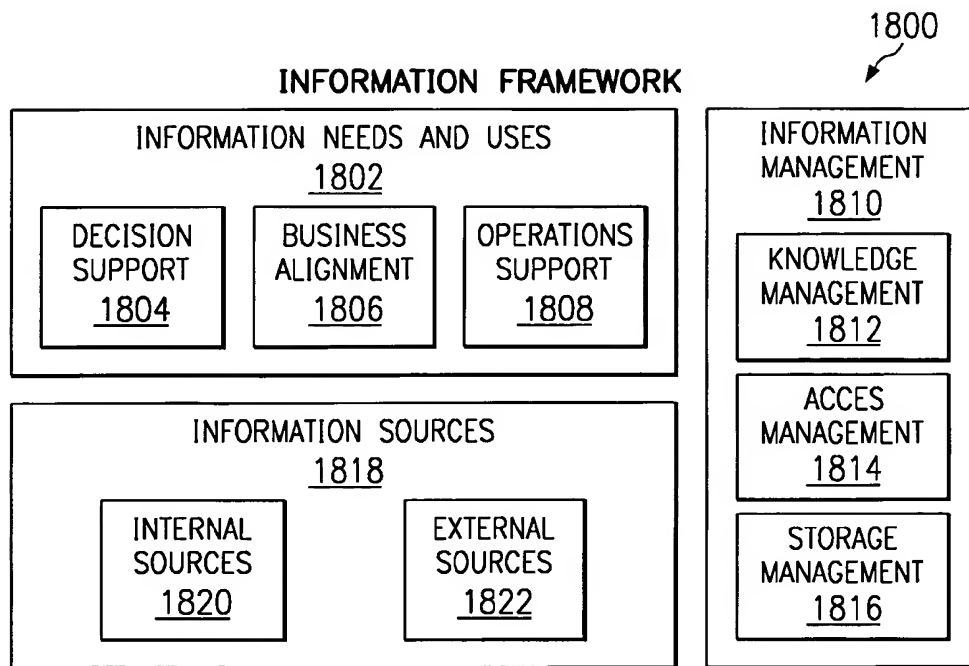 1800
INFORMATION FRAMEWORK
INFORMATION NEEDS AND USES
1802
DECISION
SUPPORT
1804
BUSINESS
ALIGNMENT
1806
OPERATIONS
SUPPORT
1808
INFORMATION SOURCES
1818
INTERNAL
SOURCES
1820
EXTERNAL
SOURCES
1822
INFORMATION
MANAGEMENT
1810
KNOWLEDGE
MANAGEMENT
1812
ACCES
MANAGEMENT
1814
STORAGE
MANAGEMENT
1816